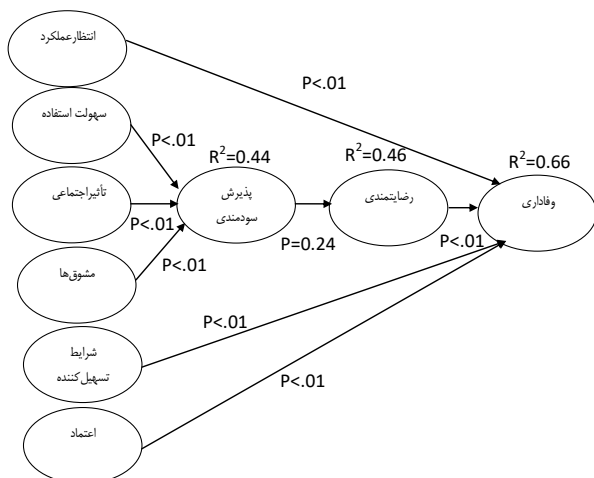 انتظارعملکرد
P<.01
سهولت استفاده
P<.01
R²=0.44
R²=0.46
R²=0.66
تأثیراجتماعی
P<.01
پذیرش
سودمندی
P=0.24
رضایتمندی
P<.01
وفاداری
مشوق‌ها
P<.01
شرایط
تسهیل‌کننده
P<.01
اعتماد
P<.01